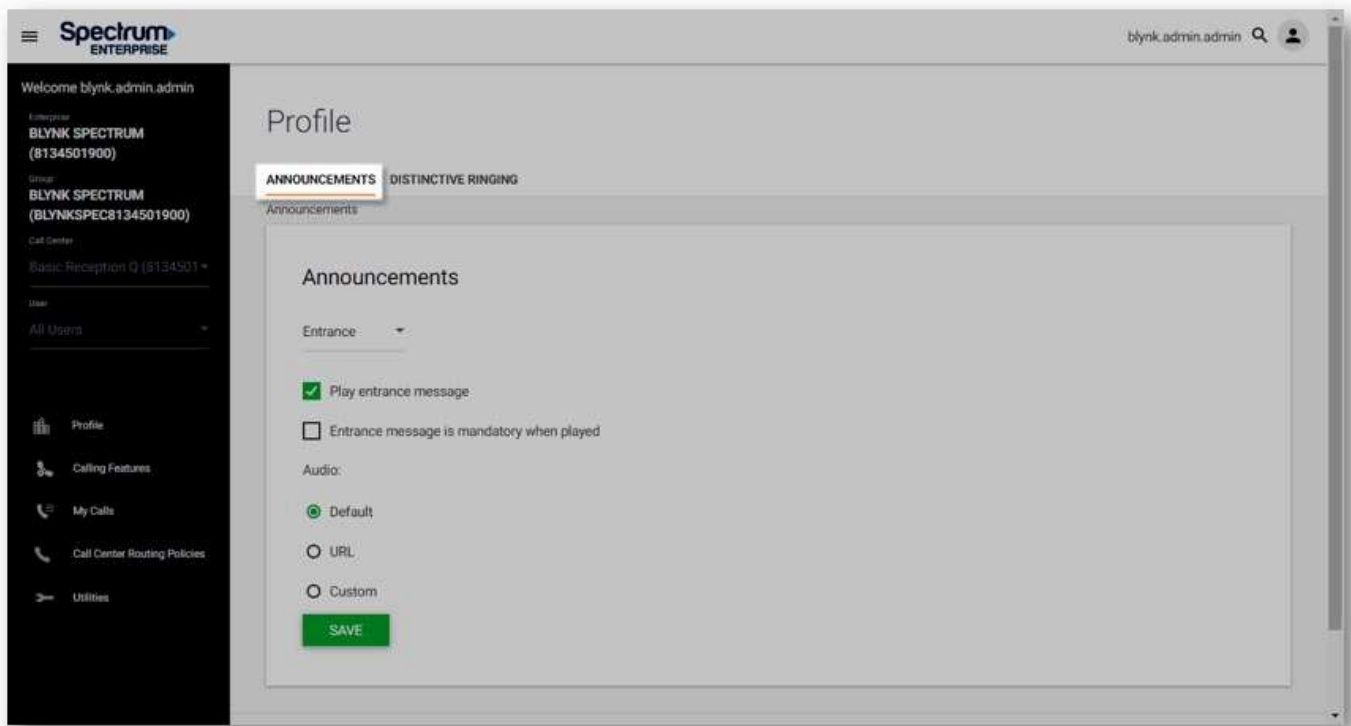 Spectrum
ENTERPRISE
blynk.admin.admin
Welcome blynk.admin.admin
Enterprise
BLYNK SPECTRUM
(8134501900)
Group
BLYNK SPECTRUM
(BLYNKSPEC8134501900)
Call Center
Basic Reception Q (8134501
User
All Users
Profile
Calling Features
My Calls
Call Center Routing Policies
Utilities
Profile
ANNOUNCEMENTS DISTINCTIVE RINGING
Announcements
Announcements
Entrance
Play entrance message
Entrance message is mandatory when played
Audio:
Default
URL
Custom
SAVE